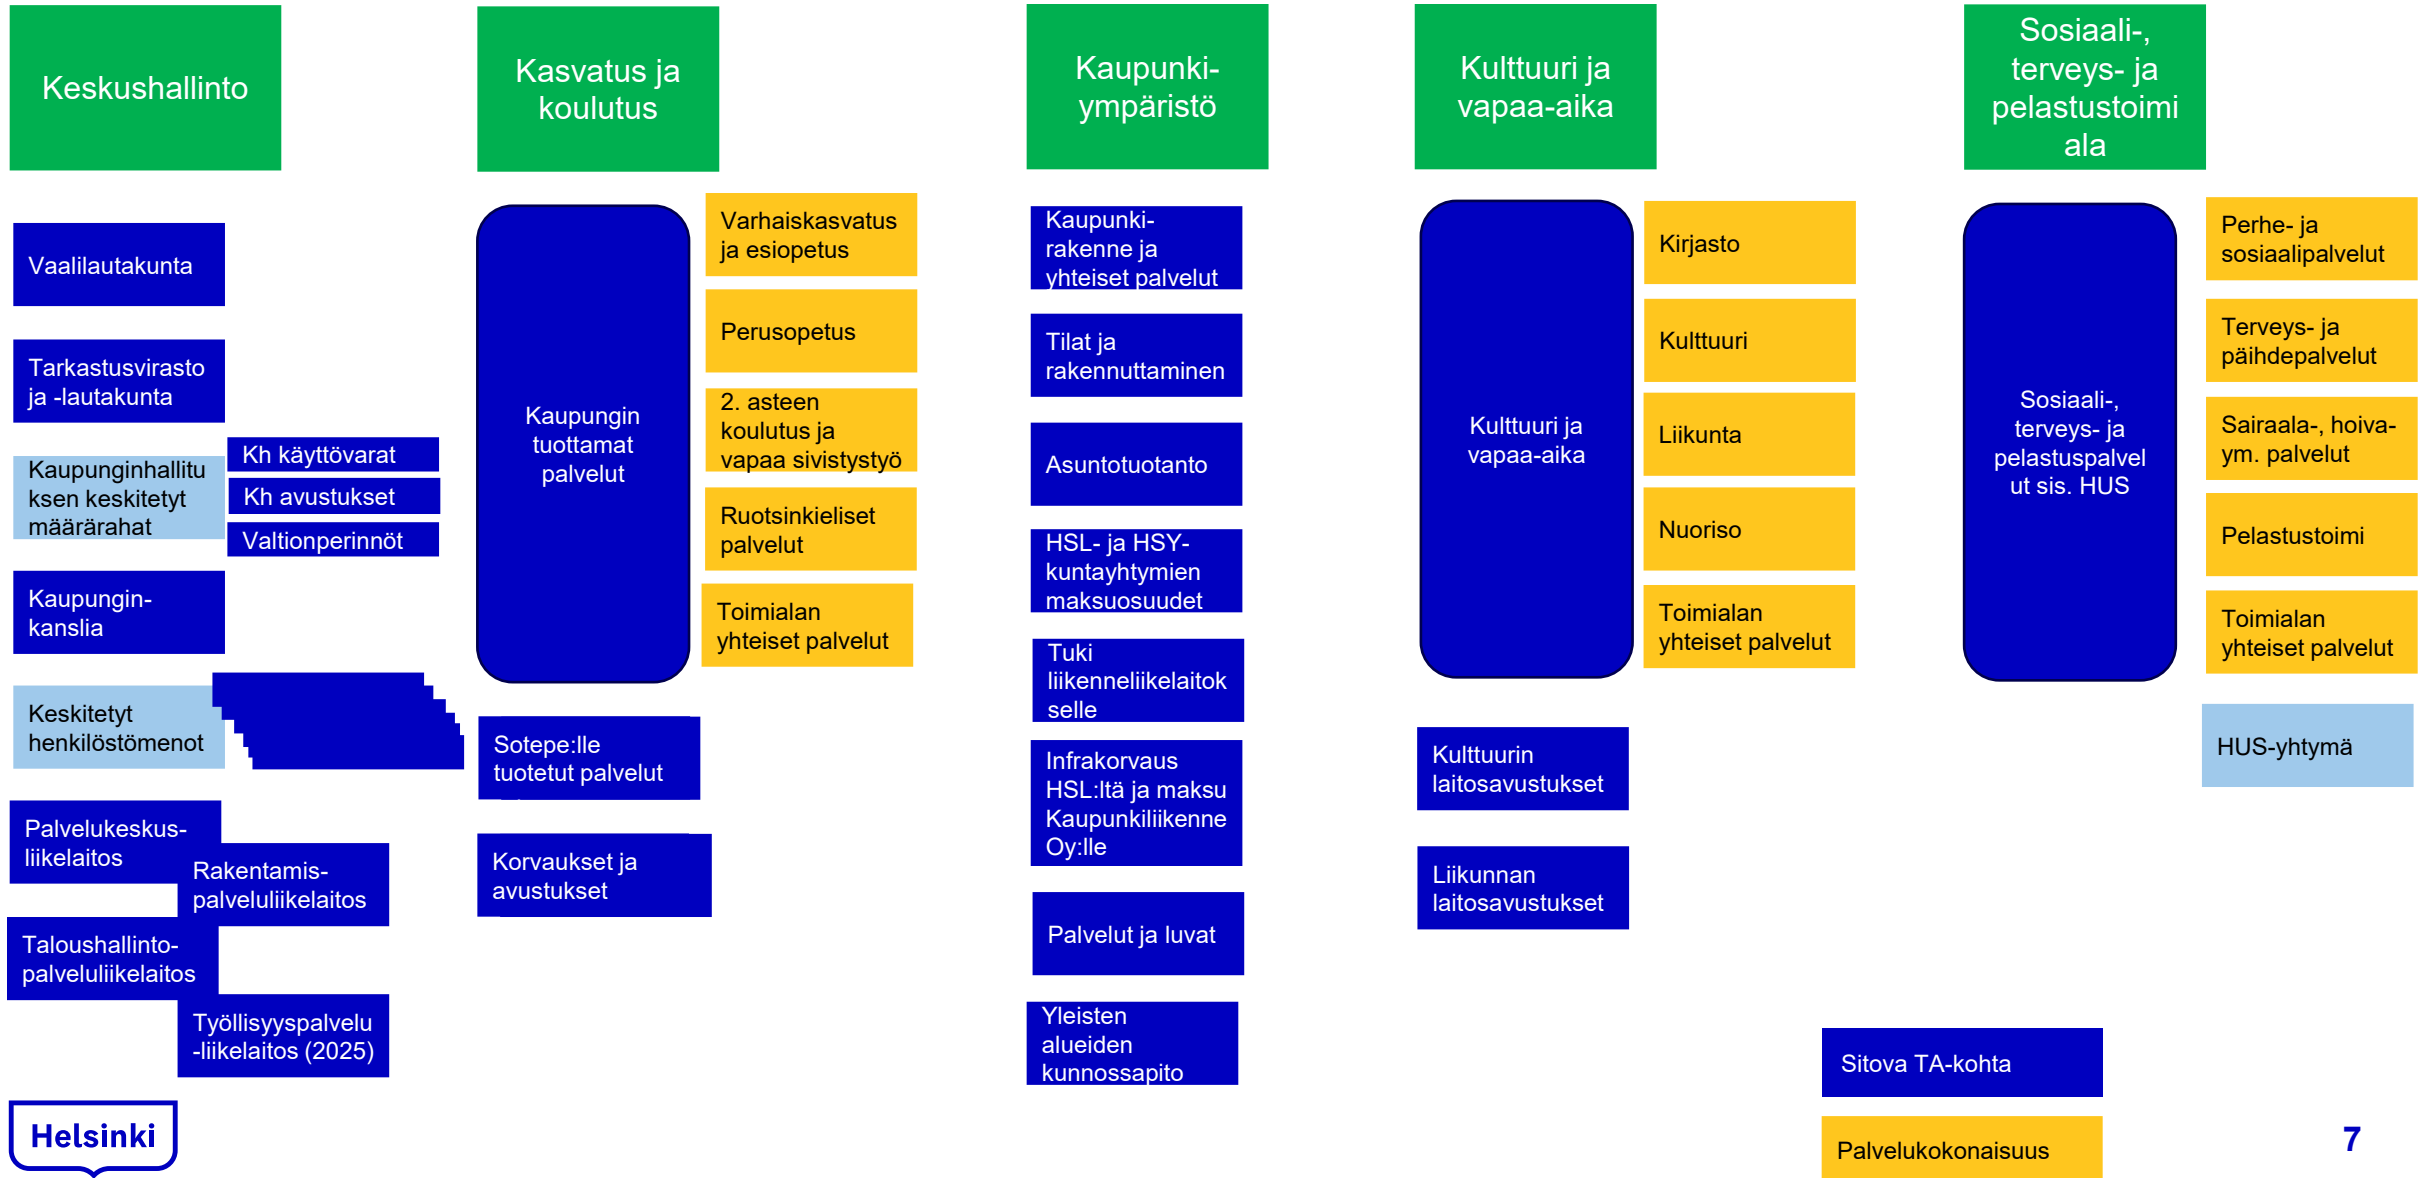 Keskushallinto
Kasvatus ja
koulutus
Kaupunki-
ympäristö
Kulttuuri ja
vapaa-aika
Sosiaali-,
terveys- ja
pelastustoimi
ala
Vaalilautakunta
Tarkastusvirasto
ja -lautakunta
Kaupunginhallitu
ksen keskitetyt
määrärahat
Kh käyttövarat
Kh avustukset
Valtionperinnöt
Kaupungin-
kanslia
Keskitetyt
henkilöstömenot
Palvelukeskus-
liikelaitos
Rakentamis-
palveluliikelaitos
Taloushallinto-
palveluliikelaitos
Työllisyyspalvelu
-liikelaitos (2025)
Kaupungin
tuottamat
palvelut
Varhaiskasvatus
ja esiopetus
Perusopetus
2. asteen
koulutus ja
vapaa sivistystyö
Ruotsinkieliset
palvelut
Toimialan
yhteiset palvelut
Sotepe:lle
tuotetut palvelut
Korvaukset ja
avustukset
Kaupunki-
rakenne ja
yhteiset palvelut
Tilat ja
rakennuttaminen
Asuntotuotanto
HSL- ja HSY-
kuntayhtymien
maksuosuudet
Tuki
liikenneliikelaitok
selle
Infrakorvaus
HSL:ltä ja maksu
Kaupunkiliikenne
Oy:lle
Palvelut ja luvat
Yleisten
alueiden
kunnossapito
Kulttuuri ja
vapaa-aika
Kirjasto
Kulttuuri
Liikunta
Nuoriso
Toimialan
yhteiset palvelut
Kulttuurin
laitosavustukset
Liikunnan
laitosavustukset
Sosiaali-,
terveys- ja
pelastuspalvel
ut sis. HUS
Perhe- ja
sosiaalipalvelut
Terveys- ja
päihdepalvelut
Sairaala-, hoiva-
ym. palvelut
Pelastustoimi
Toimialan
yhteiset palvelut
HUS-yhtymä
Sitova TA-kohta
Palvelukokonaisuus
Helsinki
7